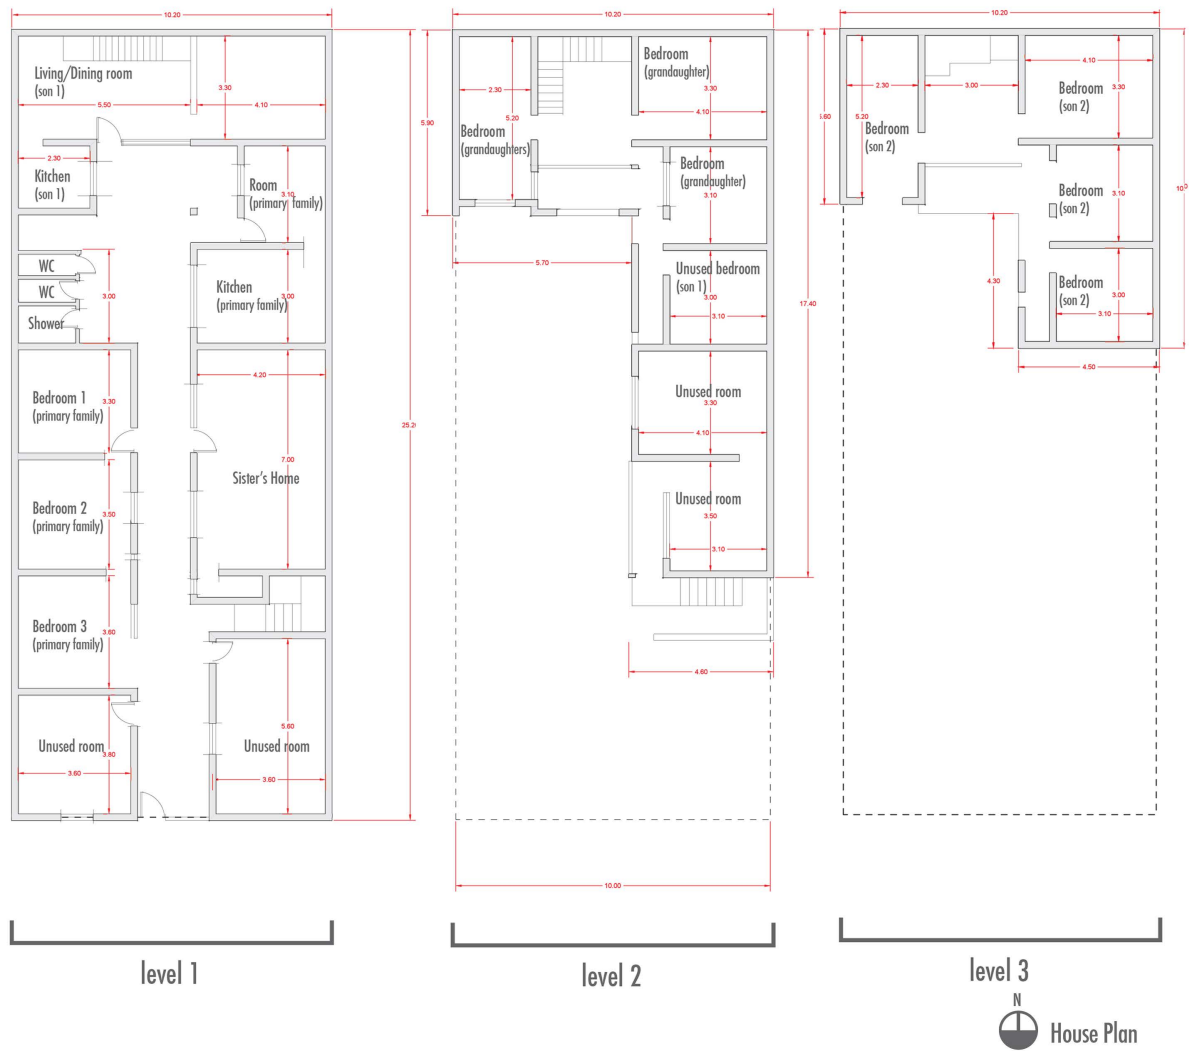 10.20
Living/Dining room
(son 1)
3.30
5.50
4.10
2.30
Kitchen
(son 1)
Room
3.10
(primary family)
WC
WC
Shower
3.00
Kitchen
(primary family)
3.00
Bedroom 1
(primary family)
3.30
4.20
7.00
Sister's Home
Bedroom 2
(primary family)
3.50
Bedroom 3
(primary family)
3.60
Unused room
3.80
3.60
5.60
Unused room
3.60
25.20
level 1
10.20
Bedroom
(grandaughter)
3.30
2.30
4.10
5.90
5.20
Bedroom
(grandaughters)
Bedroom
(grandaughter)
3.10
5.70
Unused bedroom
(son 1)
3.00
3.10
17.40
Unused room
3.30
4.10
Unused room
3.50
3.10
4.60
10.00
level 2
10.20
4.10
2.30
3.00
3.30
Bedroom
(son 2)
5.20
Bedroom
(son 2)
Bedroom
(son 2)
3.10
4.30
Bedroom
(son 2)
3.00
3.10
4.50
level 3
N
House Plan